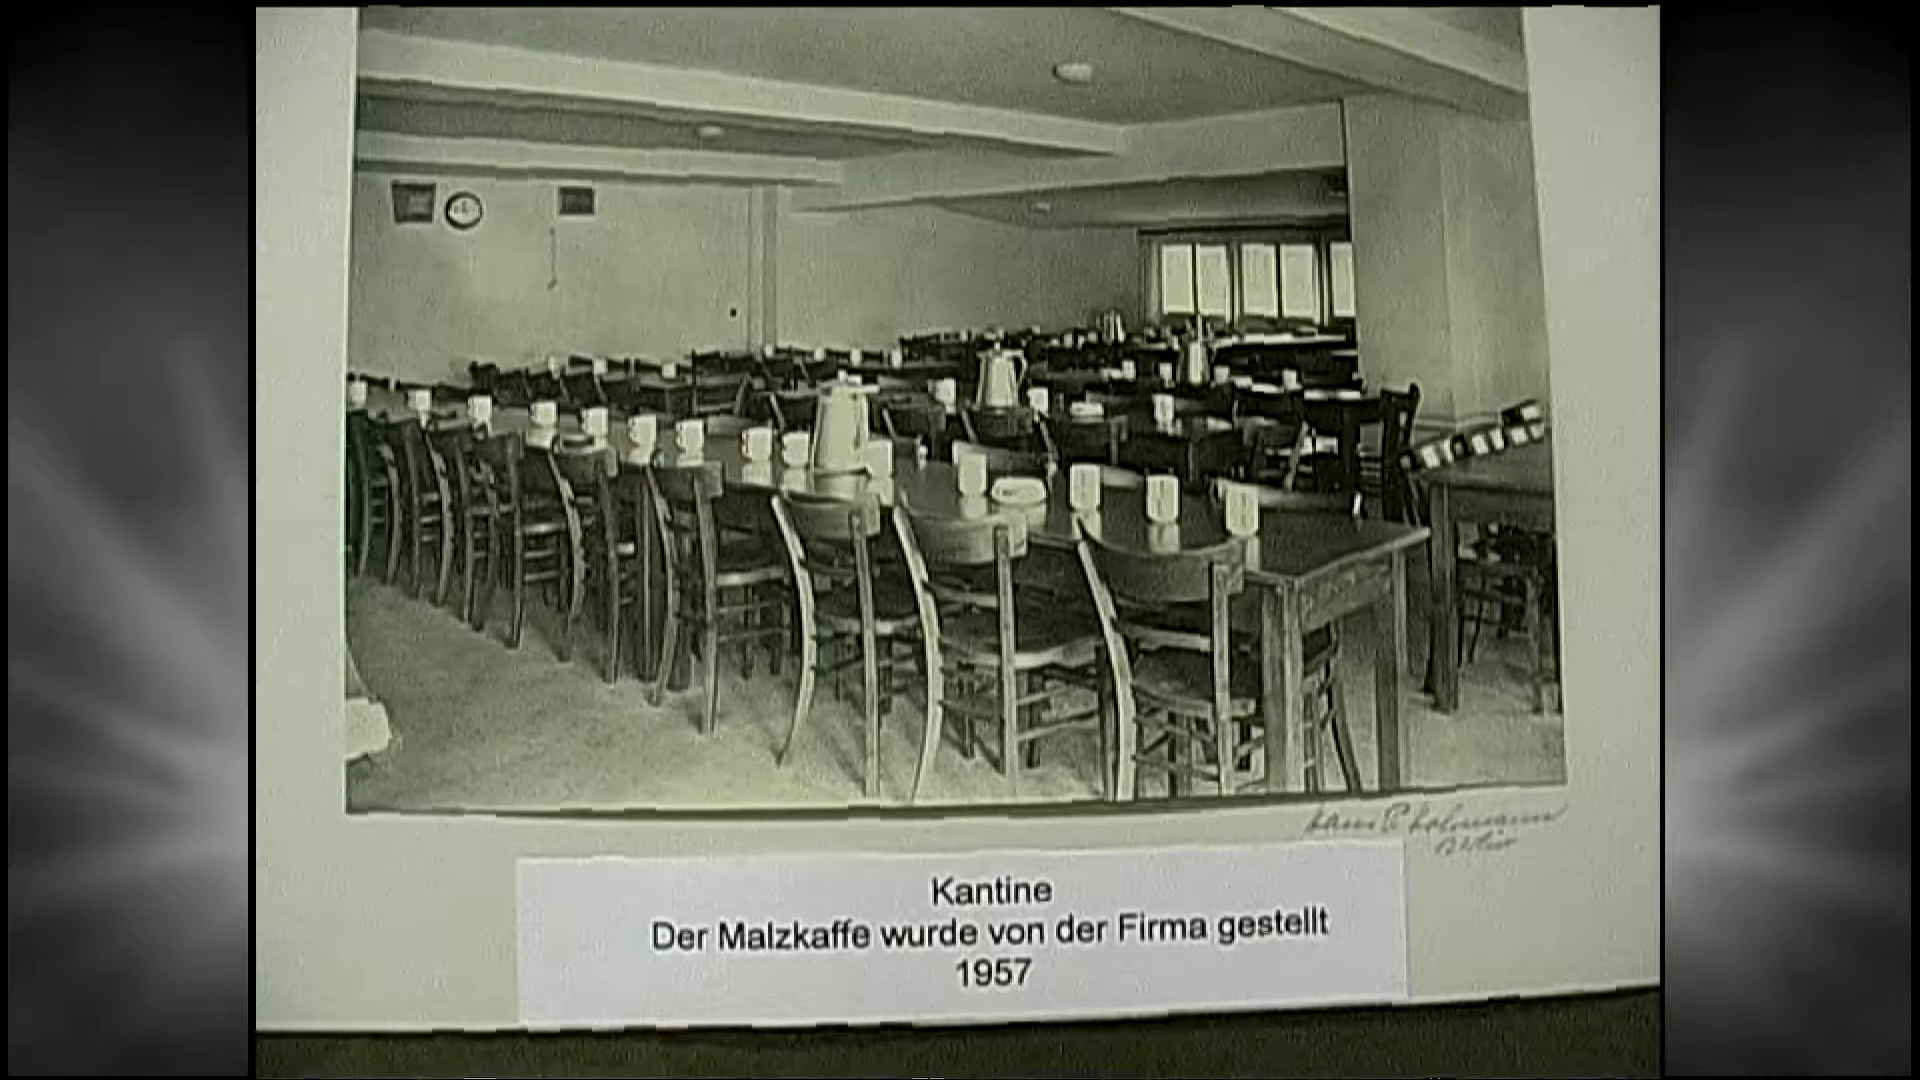 Kantine
Der Malzkaffe wurde von der Firma gestellt
1957